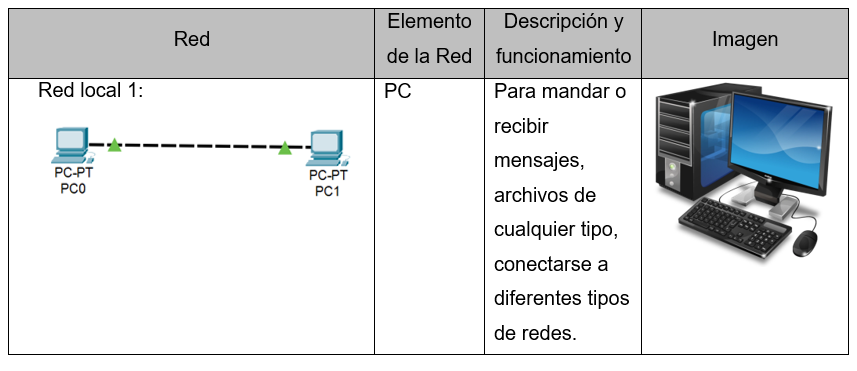 Red
Elemento
de la Red
Descripción y
funcionamiento
Imagen
Red local 1:
PC-PT
PC0
PC-PT
PC1
PC
Para mandar o
recibir
mensajes,
archivos de
cualquier tipo,
conectarse a
diferentes tipos
de redes.